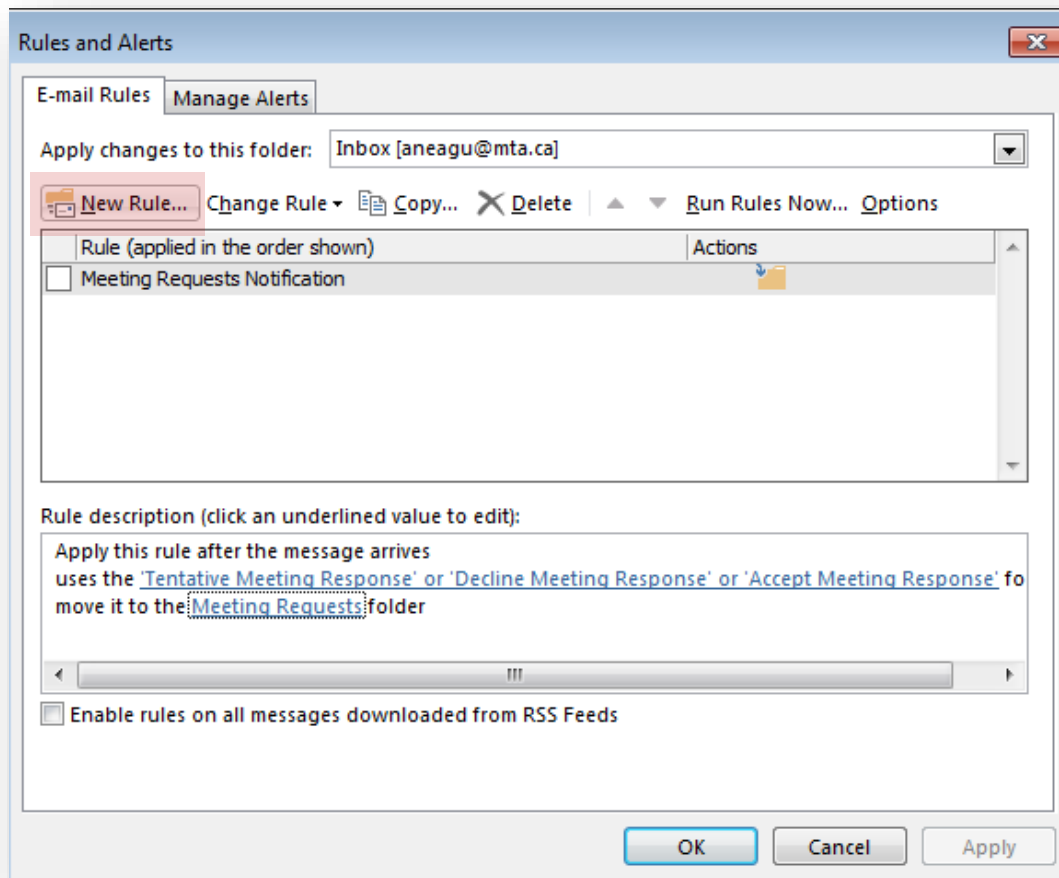 Rules and Alerts
E-mail Rules Manage Alerts
Apply changes to this folder: Inbox [aneagu@mta.ca]
New Rule... Change Rule Copy... Delete Run Rules Now... Options
Rule (applied in the order shown) Actions
Meeting Requests Notification
Rule description (click an underlined value to edit):
Apply this rule after the message arrives
uses the 'Tentative Meeting Response' or 'Decline Meeting Response' or 'Accept Meeting Response' fo
move it to the Meeting Requests folder
Enable rules on all messages downloaded from RSS Feeds
OK Cancel Apply